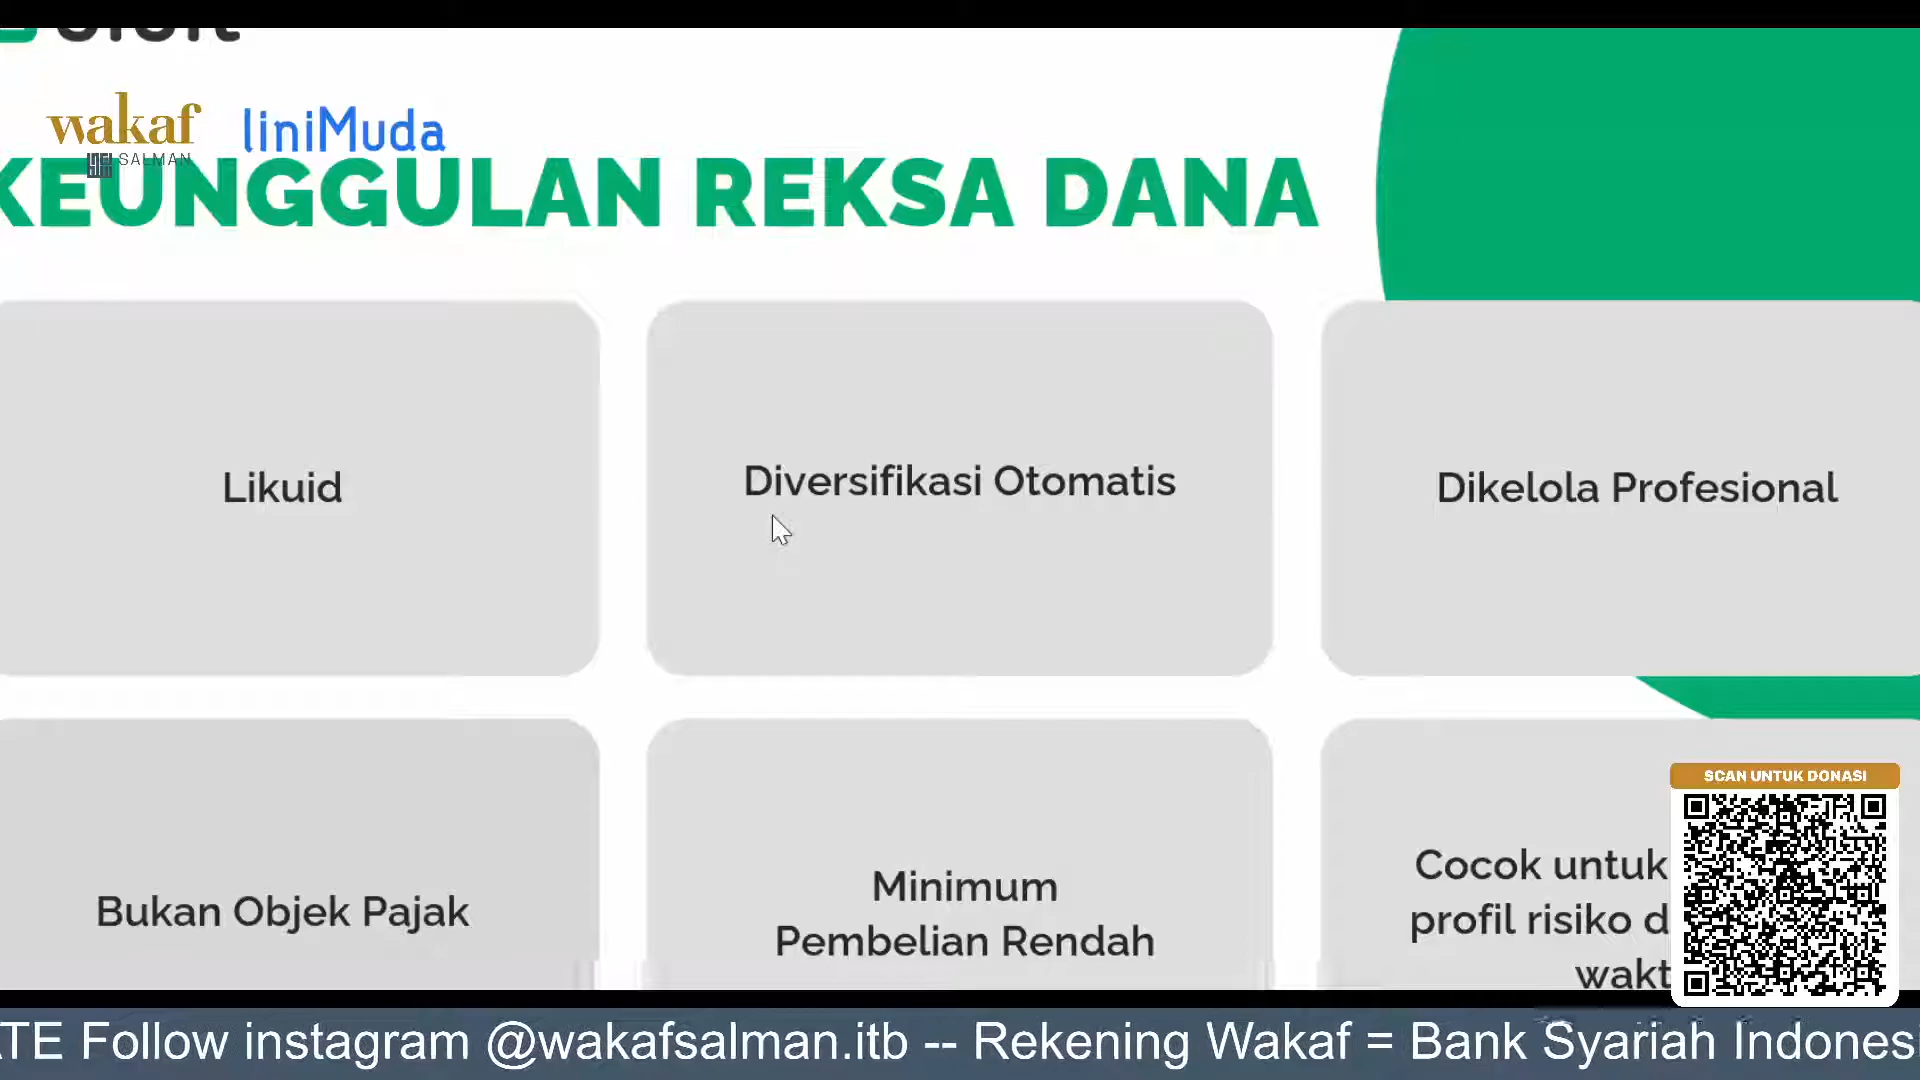 wakaf
SALMAN
liniMuda
KEUNGGULAN REKSA DANA
Likuid
Diversifikasi Otomatis
Dikelola Profesional
Bukan Objek Pajak
Minimum
Pembelian Rendah
Cocok untuk
profil risiko d
wakt
SCAN UNTUK DONASI
TE Follow instagram @wakafsalman.itb -- Rekening Wakaf = Bank Syariah Indones